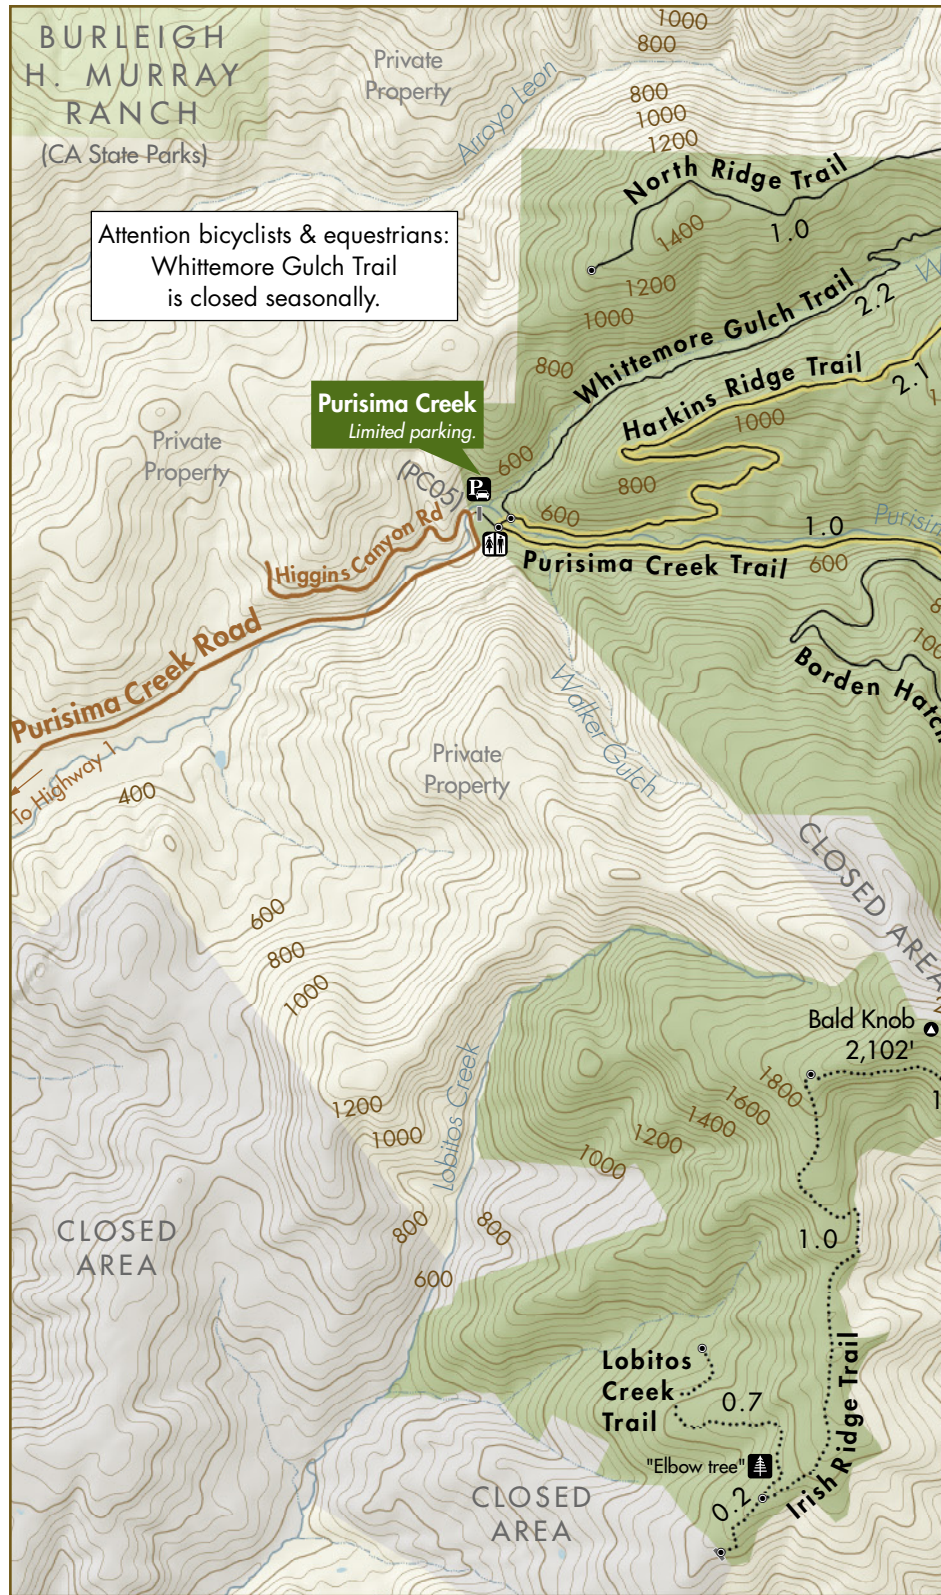 BURLEIGH
H. MURRAY
RANCH
(CA State Parks)
Private
Property
Arroyo Leon
1000
800
800
1000
1200
North Ridge Trail
1.0
1400
1200
1000
800
Attention bicyclists & equestrians:
Whittemore Gulch Trail
is closed seasonally.
Whittemore Gulch Trail
2.2
Harkins Ridge Trail
2.1
1000
800
600
600
Purisima Creek
Limited parking.
P
(PC05)
Private
Property
Higgins Canyon Rd
Purisima Creek Road
To Highway 1
Purisima Creek Trail
1.0
600
Borden Hatch
Walker Gulch
Private
Property
400
600
800
1000
1200
1000
800
600
800
CLOSED AREA
Bald Knob
2,102'
1800
1600
1400
1200
1000
Lobitos Creek
CLOSED
AREA
1.0
Lobitos
Creek
Trail
0.7
"Elbow tree"
0.2
Irish Ridge Trail
CLOSED
AREA